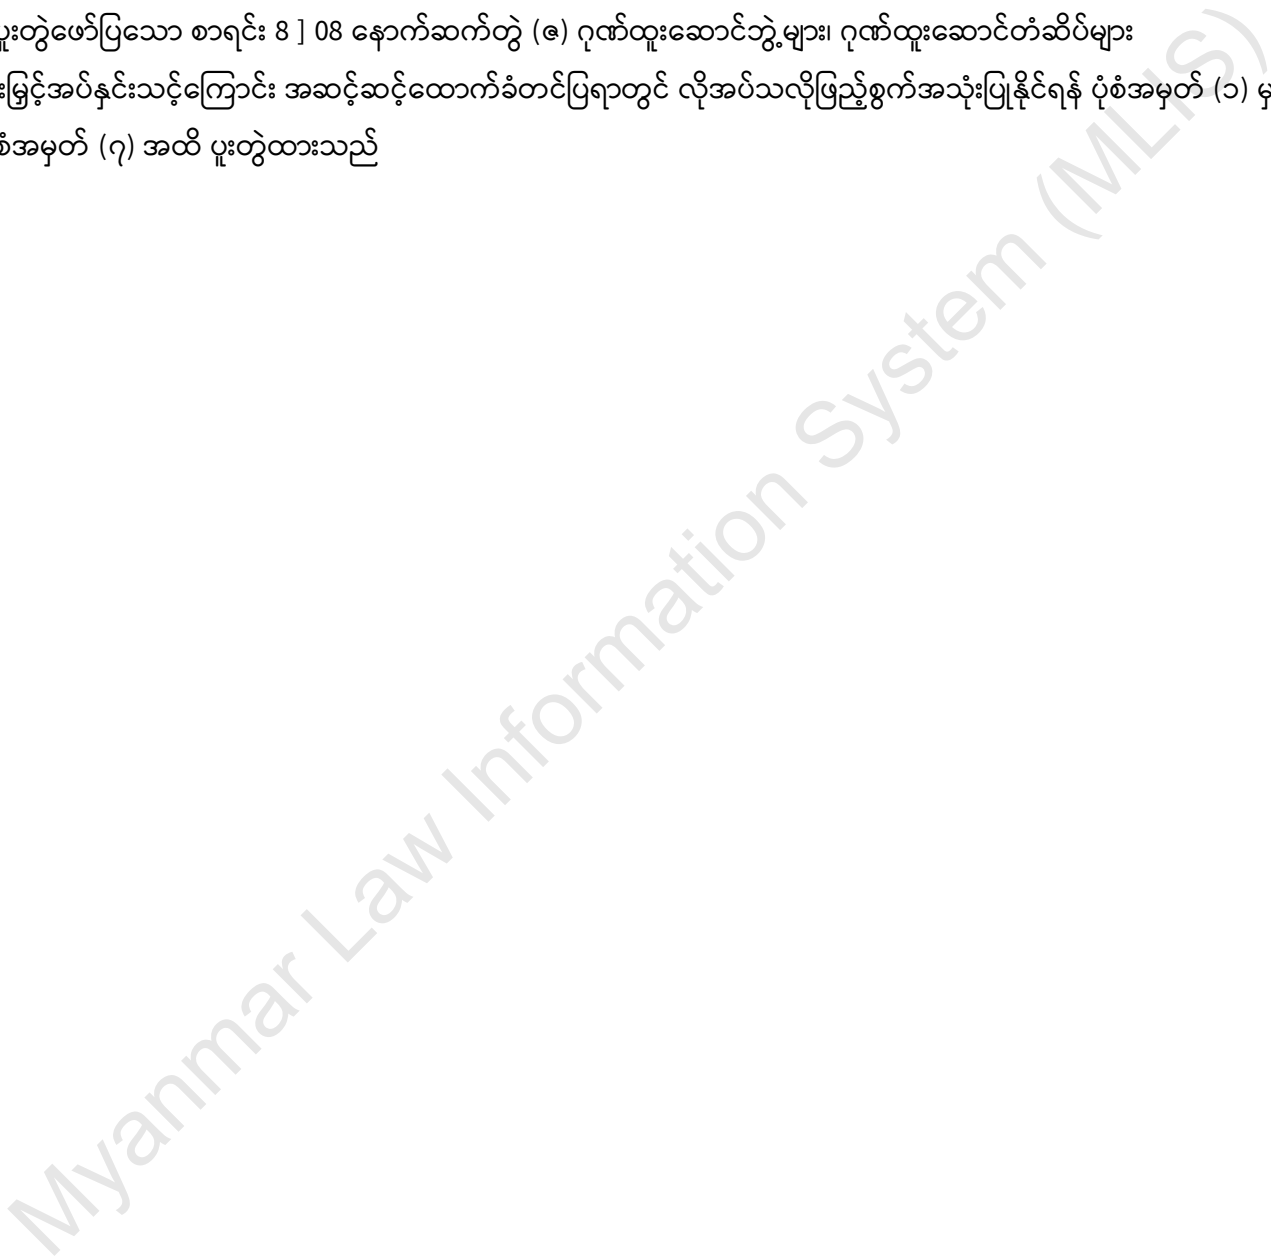 ပူးတွဲဖော်ပြသော စာရင်း 8 ] 08 နောက်ဆက်တွဲ (ဇ) ဂုဏ်ထူးဆောင်ဘွဲ့များ၊ ဂုဏ်ထူးဆောင်တံဆိပ်များ
းမြှင့်အပ်နှင်းသင့်ကြောင်း အဆင့်ဆင့်ထောက်ခံတင်ပြရာတွင် လိုအပ်သလိုဖြည့်စွက်အသုံးပြုနိုင်ရန် ပုံစံအမှတ် (၁) မှ
စံအမှတ် (၇) အထိ ပူးတွဲထားသည်
Myanmar Law Information System (MLIS)